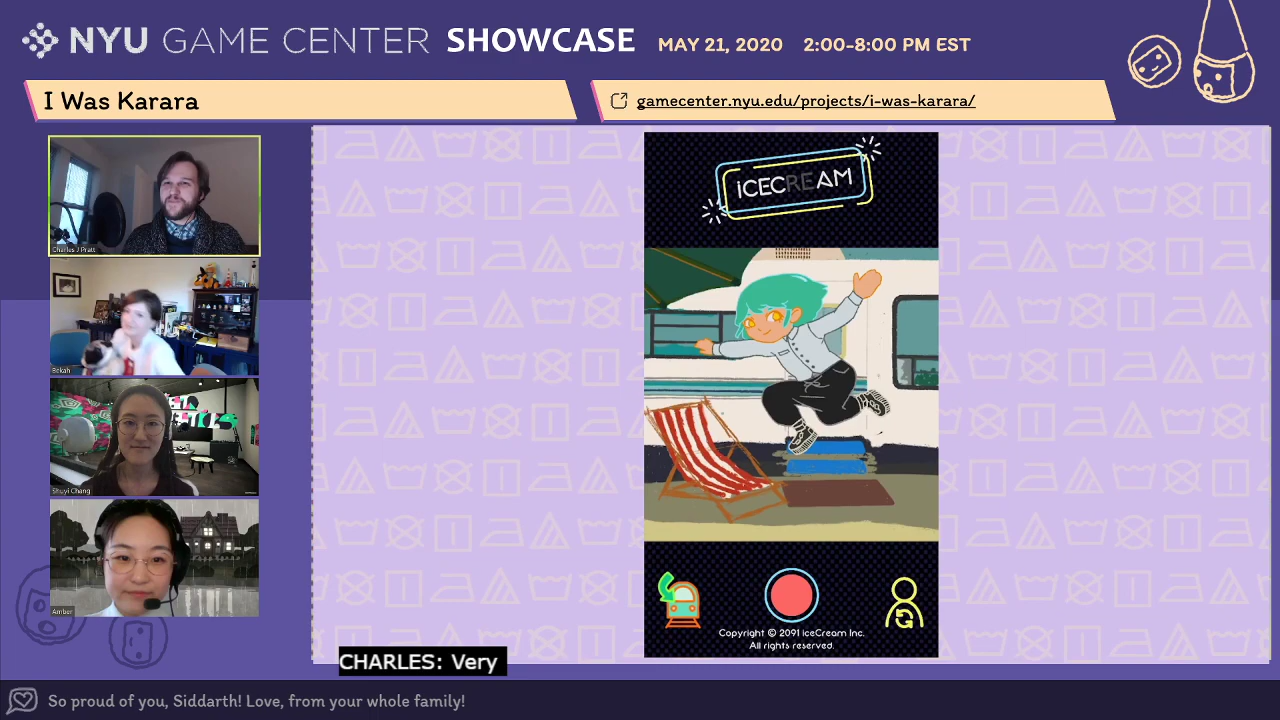 NYU GAME CENTER SHOWCASE MAY 21, 2020 2:00-8:00 PM EST
I Was Karara
gamecenter.nyu.edu/projects/i-was-karara/
Charles J Pratt
Bekah
Shuyi Chang
Amber
iCECREAM
Copyright © 2091 iceCream Inc.
All rights reserved.
CHARLES: Very
So proud of you, Siddarth! Love, from your whole family!